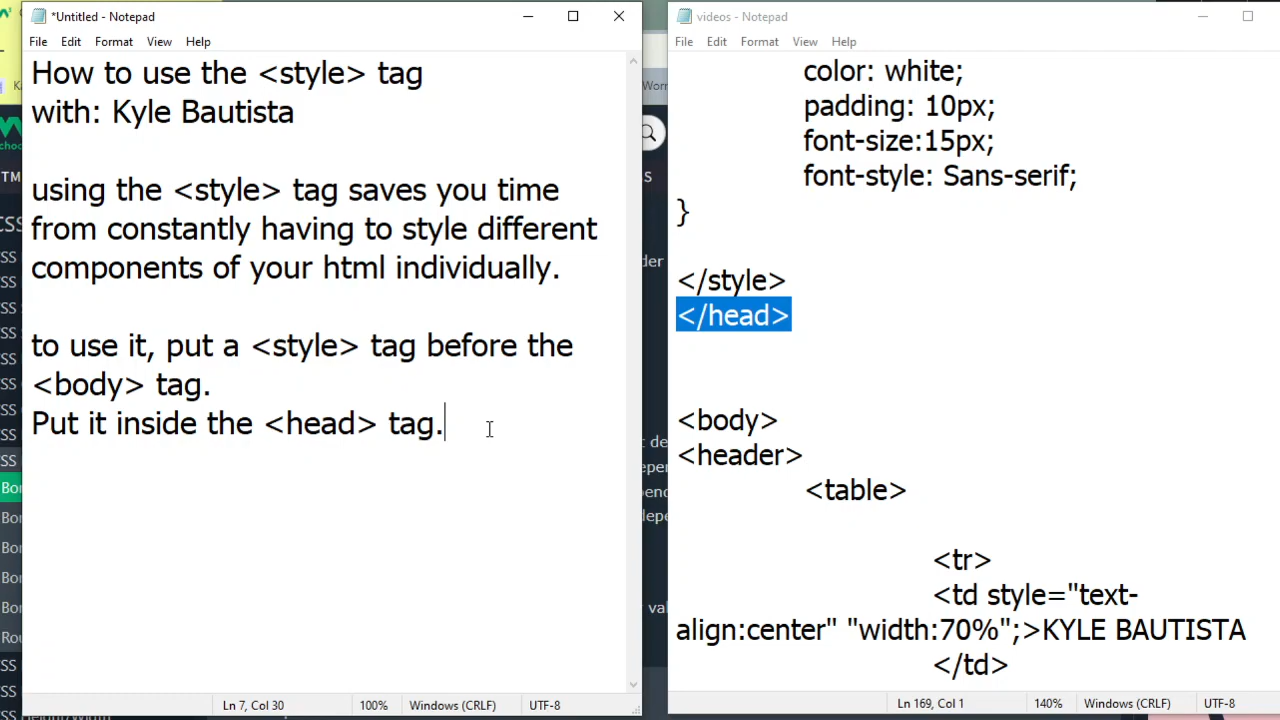 *Untitled - Notepad
File Edit Format View Help
How to use the <style> tag
with: Kyle Bautista
using the <style> tag saves you time
from constantly having to style different
components of your html individually.
to use it, put a <style> tag before the
<body> tag.
Put it inside the <head> tag.
Ln 7, Col 30 100% Windows (CRLF) UTF-8
videos - Notepad
File Edit Format View Help
color: white;
padding: 10px;
font-size:15px;
font-style: Sans-serif;
}
</style>
</head>
<body>
<header>
<table>
<tr>
<td style="text-
align:center" "width:70%";>KYLE BAUTISTA
</td>
Ln 169, Col 1 140% Windows (CRLF) UTF-8